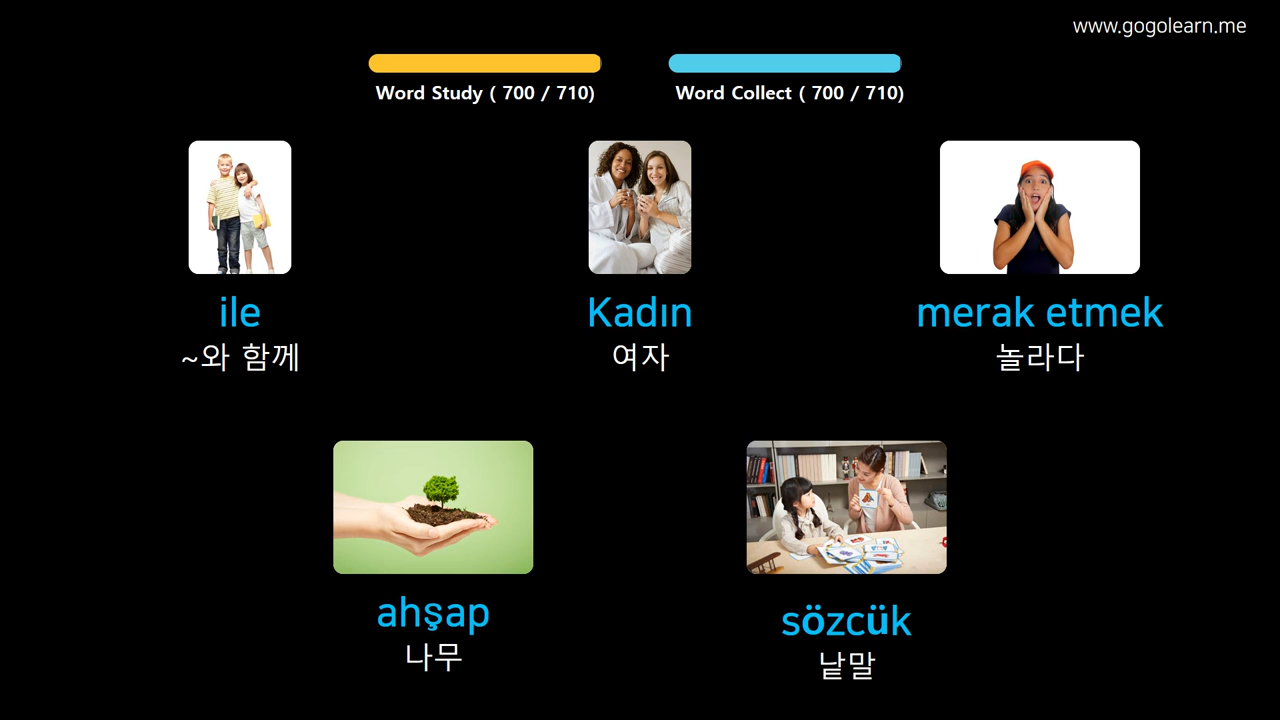 www.gogolearn.me
Word Study ( 700 / 710)
Word Collect ( 700 / 710)
ile
~와 함께
Kadın
여자
merak etmek
놀라다
ahşap
나무
sözcük
낱말